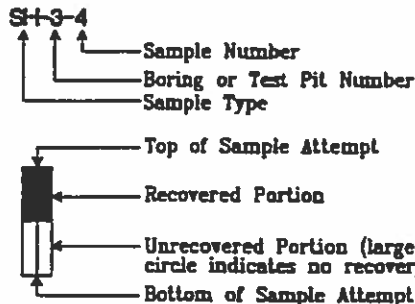 SH-3-4
Sample Number
Boring or Test Pit Number
Sample Type
Top of Sample Attempt
Recovered Portion
Unrecovered Portion (large
circle indicates no recovery
Bottom of Sample Attempt